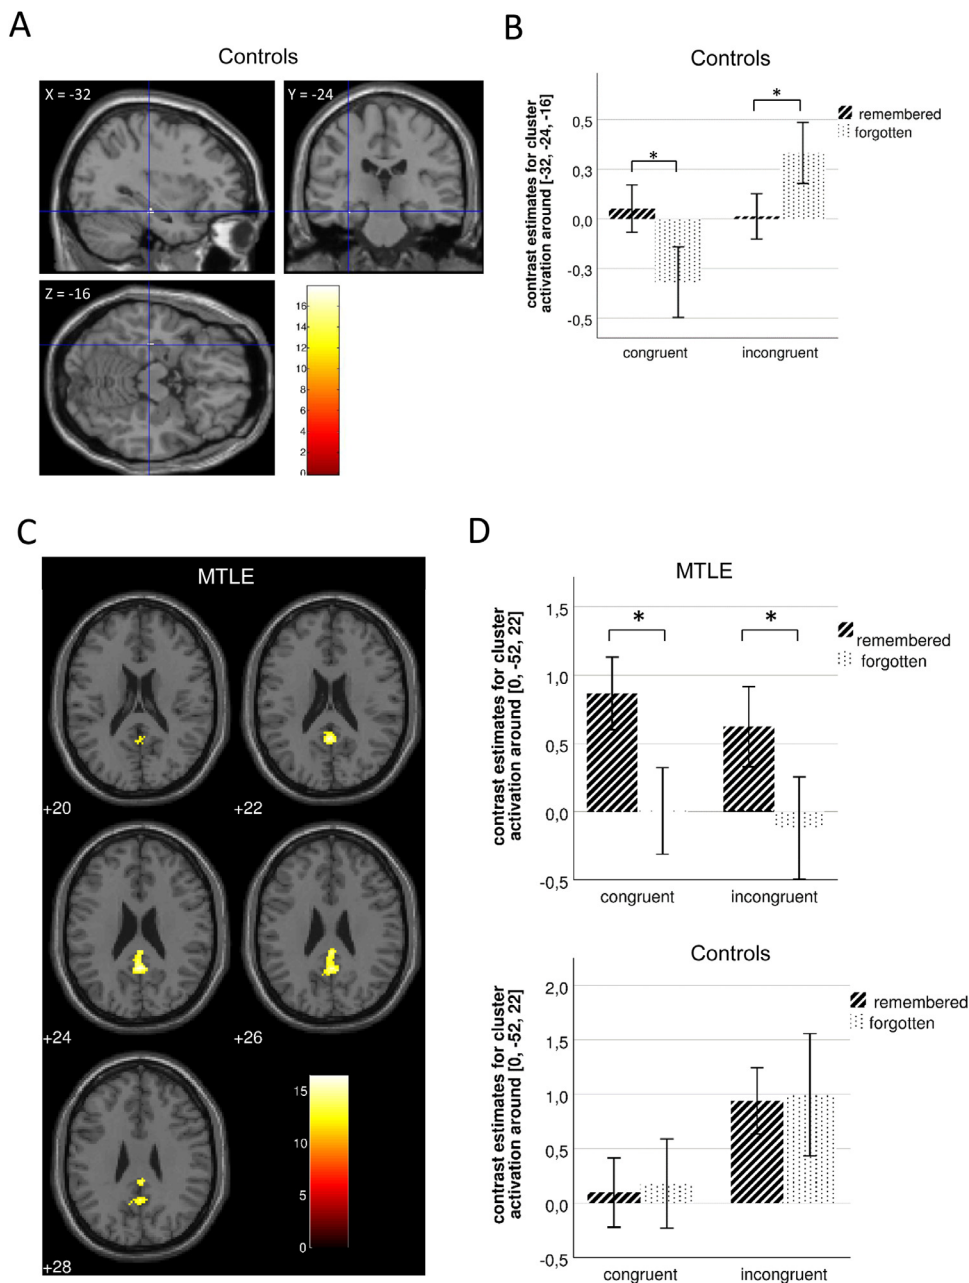 A
Controls
X = -32
Y = -24
Z = -16
16
14
12
10
8
6
4
2
0
B
Controls
contrast estimates for cluster
activation around [-32, -24, -16]
0,5
0,3
0,0
-0,3
-0,5
*
*
remembered
forgotten
congruent
incongruent
C
MTLE
+20
+22
+24
+26
+28
15
10
5
0
D
MTLE
contrast estimates for cluster
activation around [0, -52, 22]
1,5
1,0
0,5
0,0
-0,5
*
*
remembered
forgotten
congruent
incongruent
Controls
contrast estimates for cluster
activation around [0, -52, 22]
2,0
1,5
1,0
0,5
0,0
-0,5
remembered
forgotten
congruent
incongruent